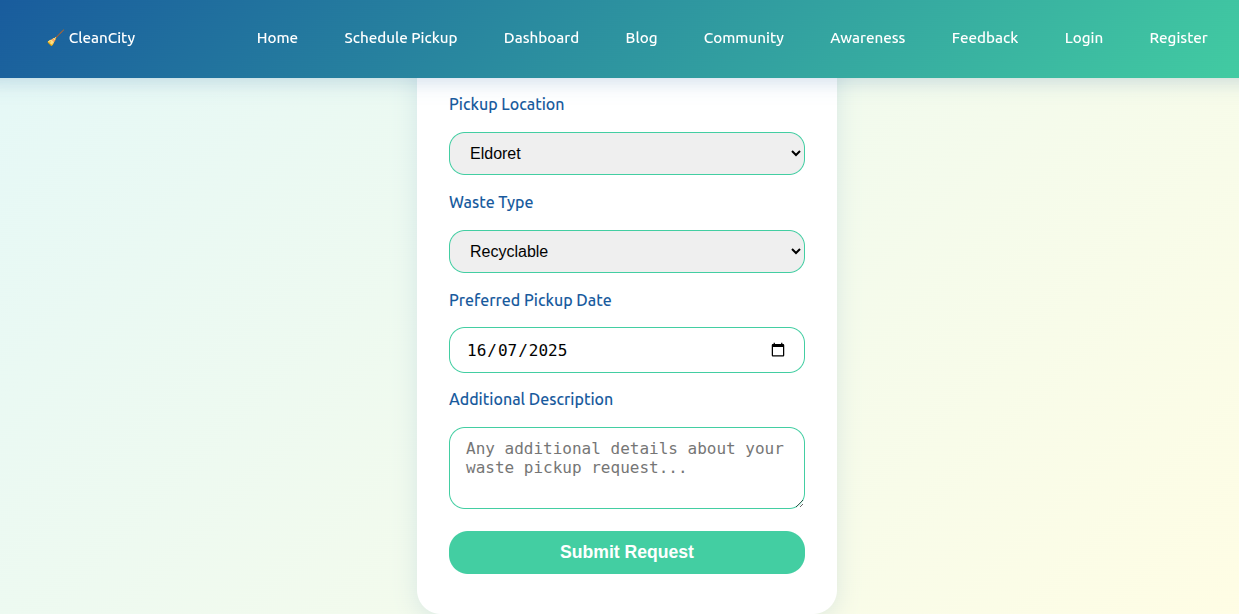 🧹 CleanCity Home Schedule Pickup Dashboard Blog Community Awareness Feedback Login Register
Pickup Location
Eldoret
Waste Type
Recyclable
Preferred Pickup Date
16/07/2025
Additional Description
Any additional details about your
waste pickup request...
Submit Request